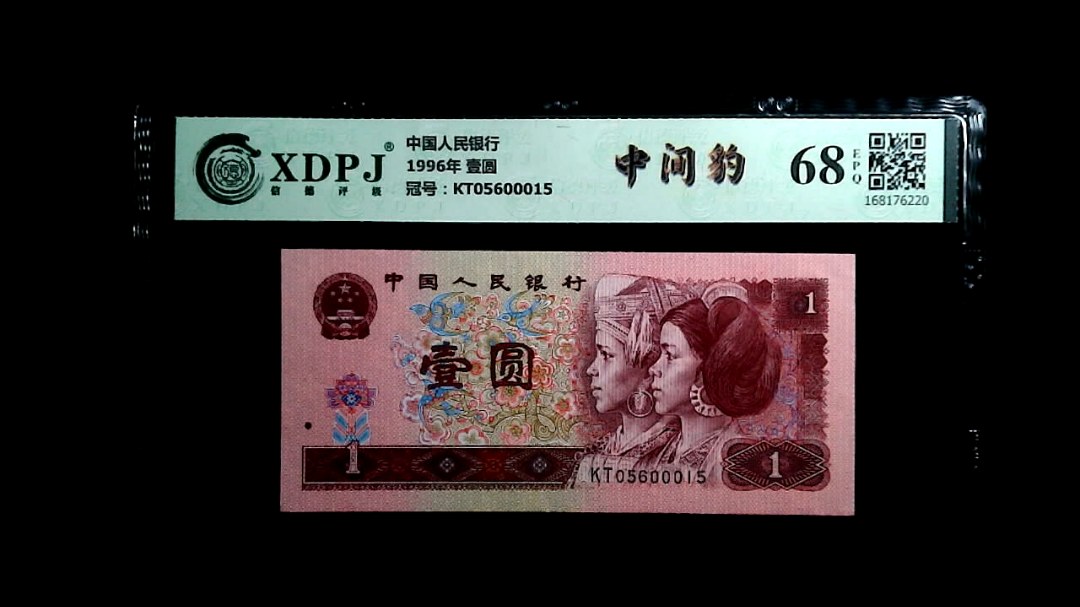 XDPJ®
信德评级
中国人民银行
1996年 壹圆
冠号：KT05600015
中间豹
68
EPQ
168176220
中国人民银行
壹圆
1
1
1
KT05600015